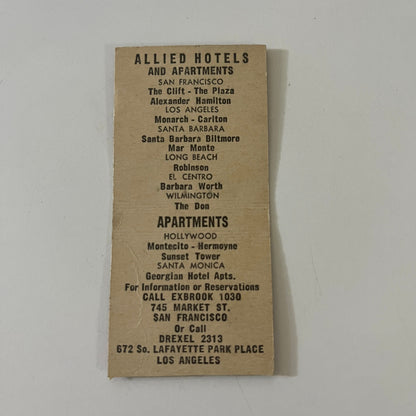 ALLIED HOTELS
AND APARTMENTS
SAN FRANCISCO
The Clift - The Plaza
Alexander Hamilton
LOS ANGELES
Monarch - Carlton
SANTA BARBARA
Santa Barbara Biltmore
Mar Monte
LONG BEACH
Robinson
EL CENTRO
Barbara Worth
WILMINGTON
The Don
APARTMENTS
HOLLYWOOD
Montecito - Hermoyne
Sunset Tower
SANTA MONICA
Georgian Hotel Apts.
For Information or Reservations
CALL EXBROOK 1030
745 MARKET ST.
SAN FRANCISCO
Or Call
DREXEL 2313
672 So. LAFAYETTE PARK PLACE
LOS ANGELES